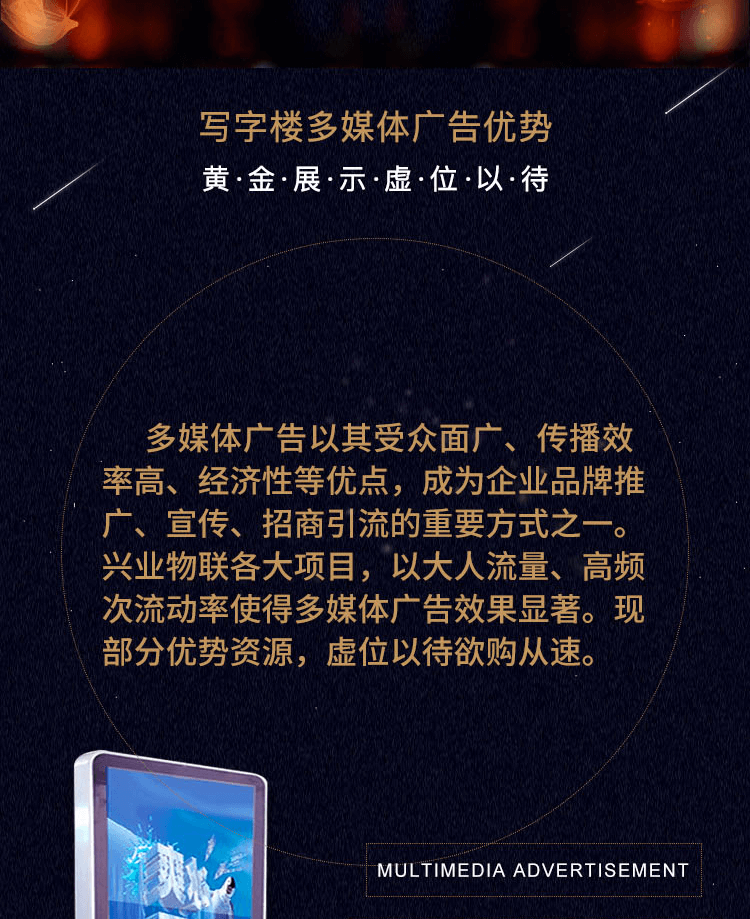 写字楼多媒体广告优势
黄·金·展·示·虚·位·以·待
多媒体广告以其受众面广、传播效
率高、经济性等优点，成为企业品牌推
广、宣传、招商引流的重要方式之一。
兴业物联各大项目，以大人流量、高频
次流动率使得多媒体广告效果显著。现
部分优势资源，虚位以待欲购从速。
MULTIMEDIA ADVERTISEMENT